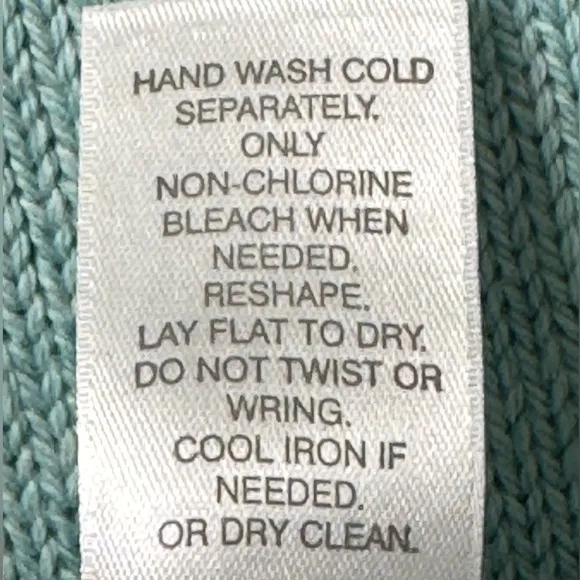 HAND WASH COLD
SEPARATELY.
ONLY
NON-CHLORINE
BLEACH WHEN
NEEDED.
RESHAPE.
LAY FLAT TO DRY.
DO NOT TWIST OR
WRING.
COOL IRON IF
NEEDED.
OR DRY CLEAN.